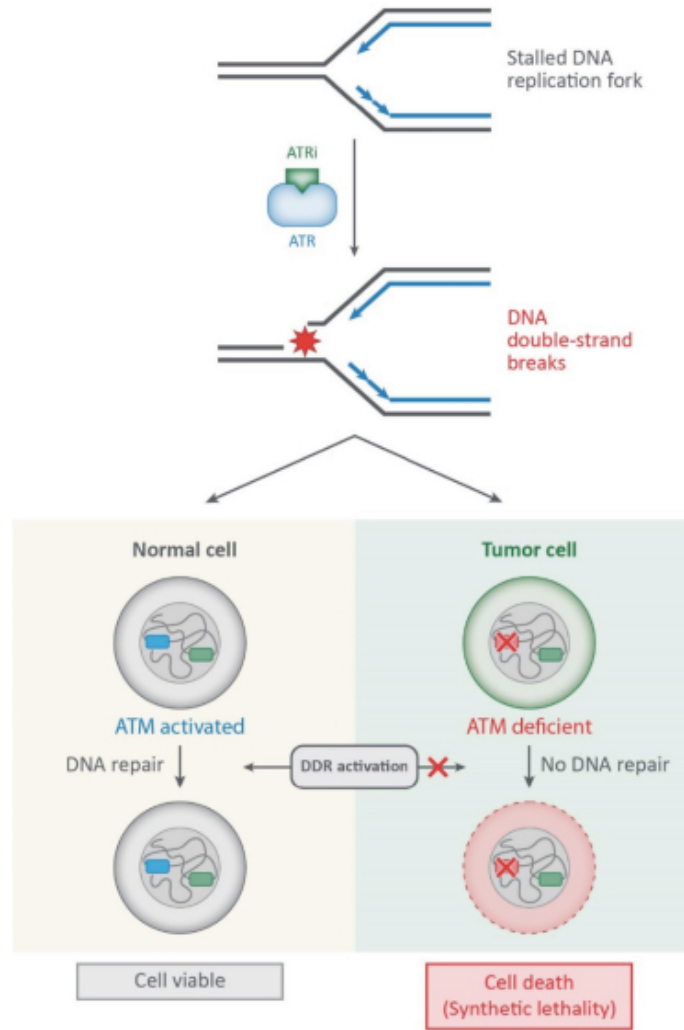 Stalled DNA
replication fork
ATRi
ATR
DNA
double-strand
breaks
Normal cell
Tumor cell
ATM activated
ATM deficient
DNA repair
DDR activation
No DNA repair
Cell viable
Cell death
(Synthetic lethality)